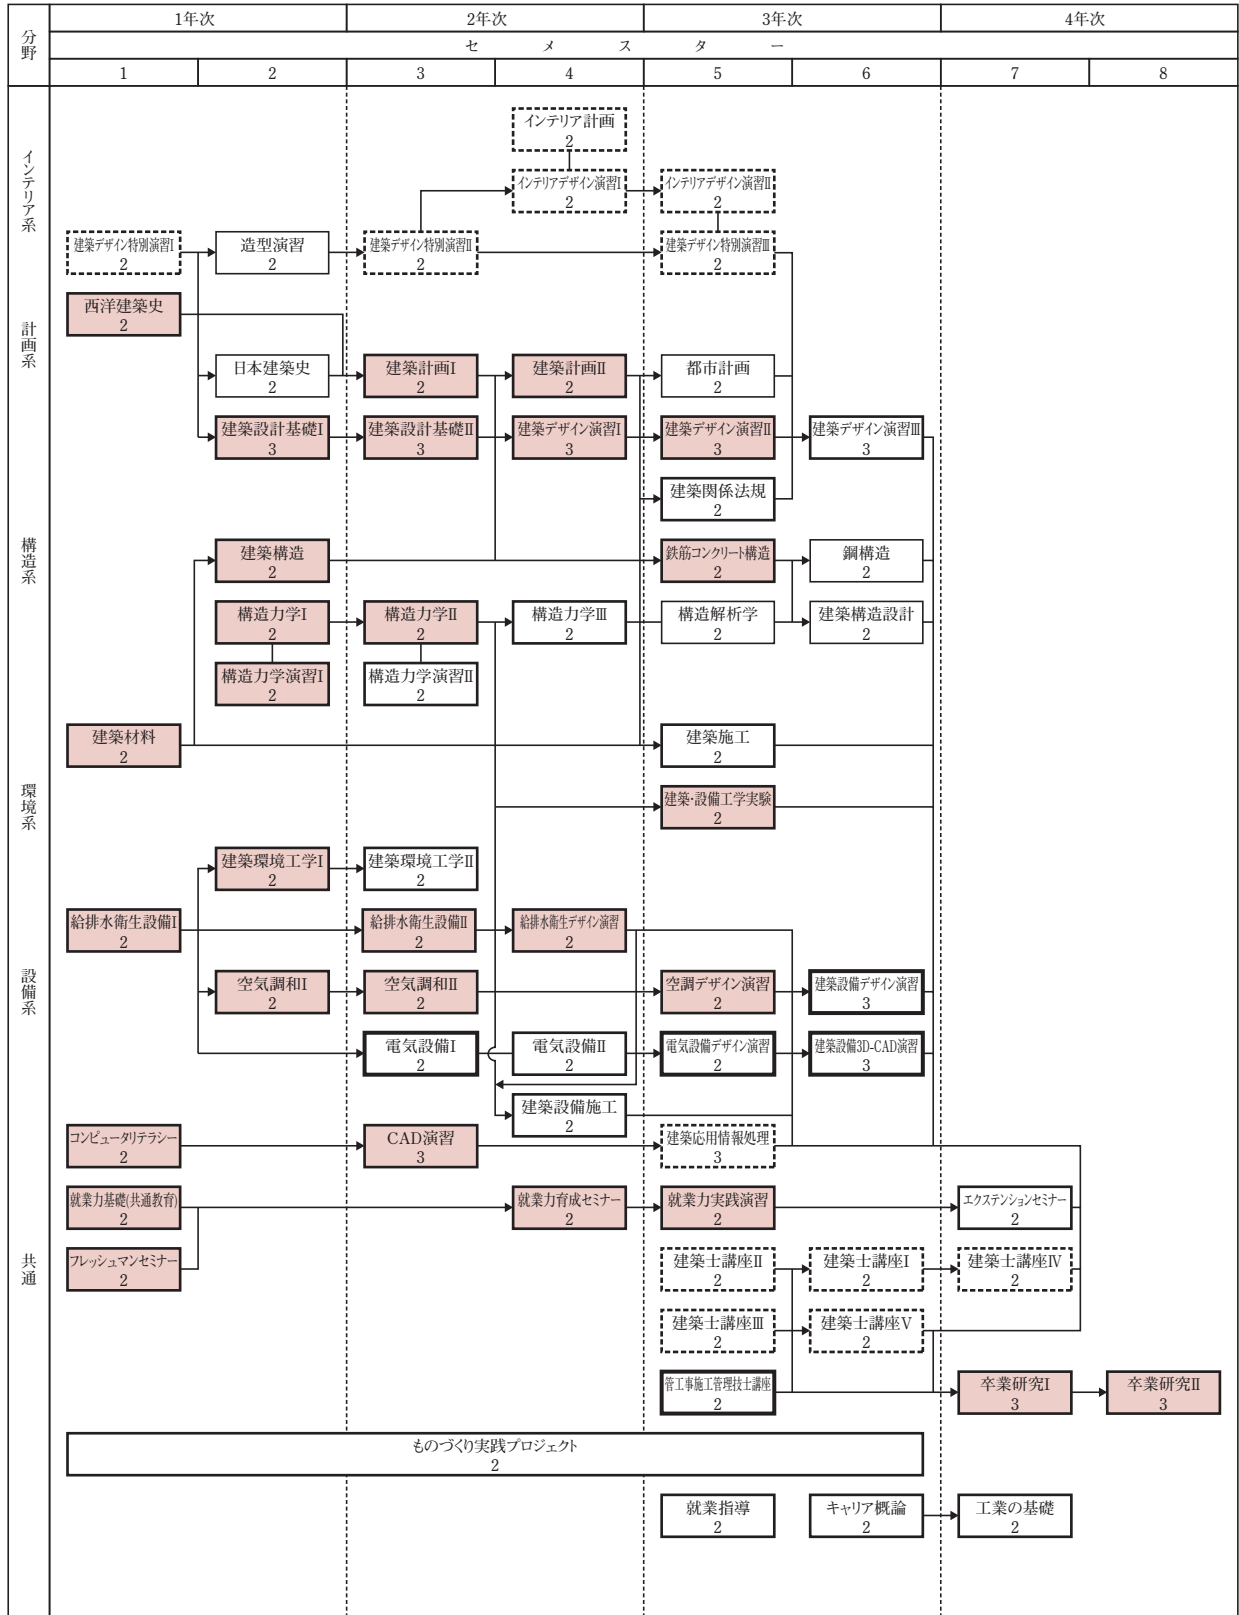 分野
1年次 2年次 3年次 4年次
セメスター
1 2 3 4 5 6 7 8
インテリア系
インテリア計画
2
インテリアデザイン演習Ⅰ
2
インテリアデザイン演習Ⅱ
2
建築デザイン特別演習Ⅰ
2
造型演習
2
建築デザイン特別演習Ⅱ
2
建築デザイン特別演習Ⅲ
2
計画系
西洋建築史
2
日本建築史
2
建築計画Ⅰ
2
建築計画Ⅱ
2
都市計画
2
建築設計基礎Ⅰ
3
建築設計基礎Ⅱ
3
建築デザイン演習Ⅰ
3
建築デザイン演習Ⅱ
3
建築デザイン演習Ⅲ
3
建築関係法規
2
構造系
建築構造
2
鉄筋コンクリート構造
2
鋼構造
2
構造力学Ⅰ
2
構造力学Ⅱ
2
構造力学Ⅲ
2
構造解析学
2
建築構造設計
2
構造力学演習Ⅰ
2
構造力学演習Ⅱ
2
建築材料
2
建築施工
2
環境系
建築・設備工学実験
2
建築環境工学Ⅰ
2
建築環境工学Ⅱ
2
設備系
給排水衛生設備Ⅰ
2
給排水衛生設備Ⅱ
2
給排水衛生デザイン演習
2
空気調和Ⅰ
2
空気調和Ⅱ
2
空調デザイン演習
2
建築設備デザイン演習
3
電気設備Ⅰ
2
電気設備Ⅱ
2
電気設備デザイン演習
2
建築設備3D-CAD演習
3
建築設備施工
2
共通
コンピュータリテラシー
2
CAD演習
3
建築応用情報処理
3
就業力基礎(共通教育)
2
就業力育成セミナー
2
就業力実践演習
2
エクステンションセミナー
2
フレッシュマンセミナー
2
建築士講座Ⅱ
2
建築士講座Ⅰ
2
建築士講座Ⅳ
2
建築士講座Ⅲ
2
建築士講座Ⅴ
2
管工事施工管理技士講座
2
卒業研究Ⅰ
3
卒業研究Ⅱ
3
ものづくり実践プロジェクト
2
就業指導
2
キャリア概論
2
工業の基礎
2